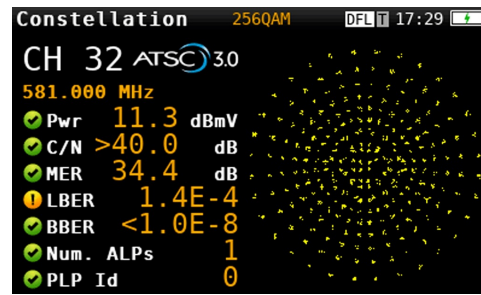 Constellation 256QAM DFL T 17:29
CH 32 ATSC 3.0
581.000 MHz
Pwr 11.3 dBmV
C/N >40.0 dB
MER 34.4 dB
LBER 1.4E-4
BBER <1.0E-8
Num. ALPs 1
PLP Id 0